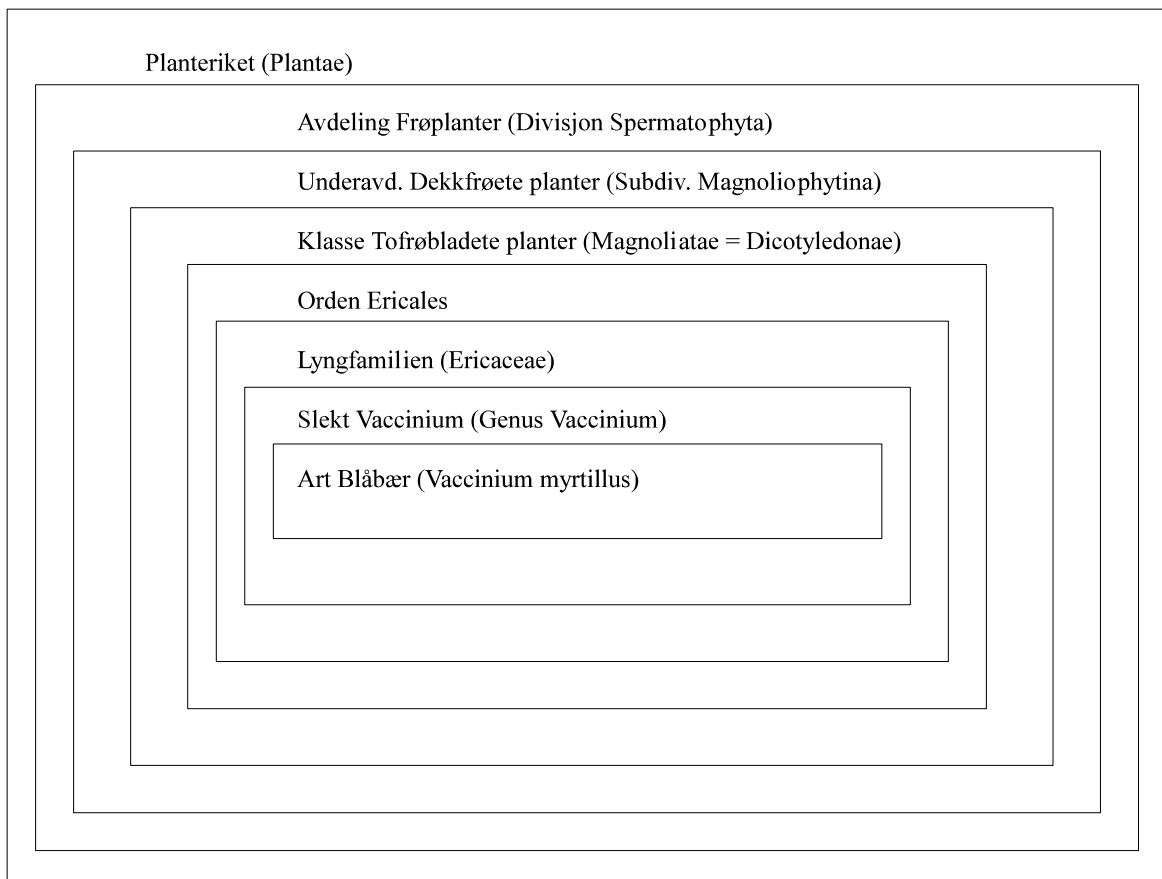 Planteriket (Plantae)
Avdeling Frøplanter (Divisjon Spermatophyta)
Underavd. Dekkfrøete planter (Subdiv. Magnoliophytina)
Klasse Tofrøbladete planter (Magnoliatae = Dicotyledonae)
Orden Ericales
Lyngfamilien (Ericaceae)
Slekt Vaccinium (Genus Vaccinium)
Art Blåbær (Vaccinium myrtillus)